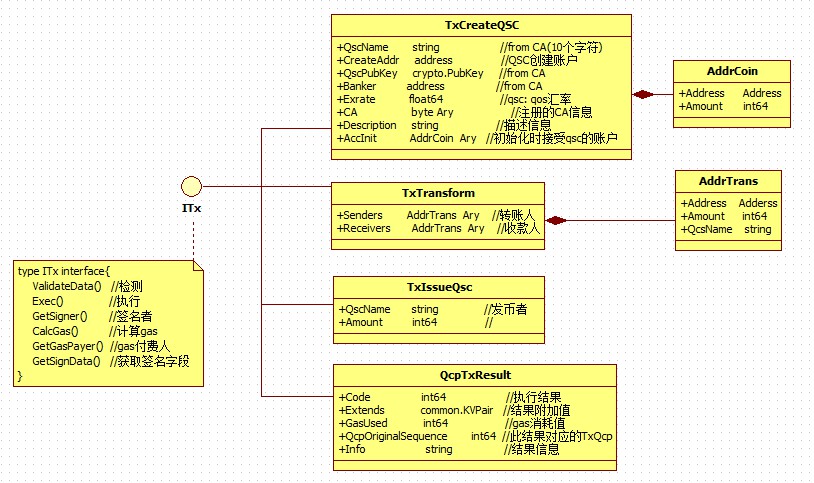 TxCreateQSC
+QscName string //from CA(10个字符)
+CreateAddr address //QSC创建账户
+QscPubKey crypto.PubKey //from CA
+Banker address //from CA
+Exrate float64 //qsc: qos汇率
+CA byte Ary //注册的CA信息
+Description string //描述信息
+AccInit AddrCoin Ary //初始化时接受qsc的账户
AddrCoin
+Address Address
+Amount int64
ITx
TxTransform
+Senders AddrTrans Ary //转账人
+Receivers AddrTrans Ary //收款人
AddrTrans
+Address Adderss
+Amount int64
+QcsName string
type ITx interface{
ValidateData() //检测
Exec() //执行
GetSigner() //签名者
CalcGas() //计算gas
GetGasPayer() //gas付费人
GetSignData() //获取签名字段
}
TxIssueQsc
+QscName string //发币者
+Amount int64 //
QcpTxResult
+Code int64 //执行结果
+Extends common.KVPair //结果附加值
+GasUsed int64 //gas消耗值
+QcpOriginalSequence int64 //此结果对应的TxQcp
+Info string //结果信息